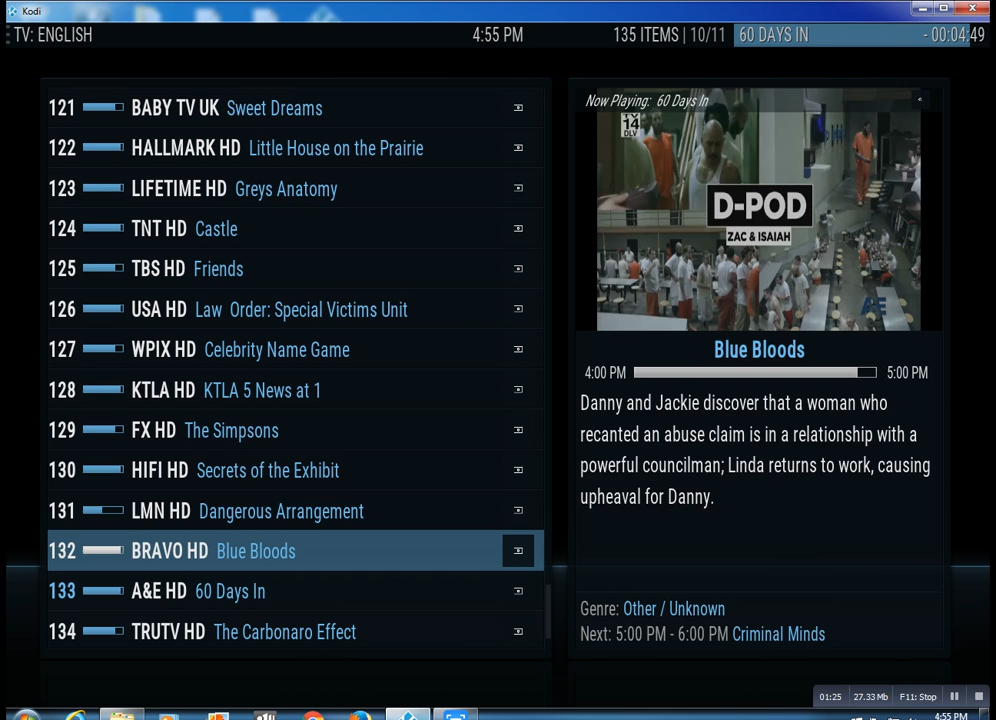 Kodi
TV: ENGLISH 4:55 PM 135 ITEMS | 10/11 60 DAYS IN - 00:04:49
121 BABY TV UK Sweet Dreams
122 HALLMARK HD Little House on the Prairie
123 LIFETIME HD Greys Anatomy
124 TNT HD Castle
125 TBS HD Friends
126 USA HD Law Order: Special Victims Unit
127 WPIX HD Celebrity Name Game
128 KTLA HD KTLA 5 News at 1
129 FX HD The Simpsons
130 HIFI HD Secrets of the Exhibit
131 LMN HD Dangerous Arrangement
132 BRAVO HD Blue Bloods
133 A&E HD 60 Days In
134 TRUTV HD The Carbonaro Effect
Now Playing: 60 Days In
TV
14
DLV
D-POD
ZAC & ISAIAH
A&E
Blue Bloods
4:00 PM 5:00 PM
Danny and Jackie discover that a woman who
recanted an abuse claim is in a relationship with a
powerful councilman; Linda returns to work, causing
upheaval for Danny.
Genre: Other / Unknown
Next: 5:00 PM - 6:00 PM Criminal Minds
01:25 27.33 Mb F11: Stop
4:55 PM